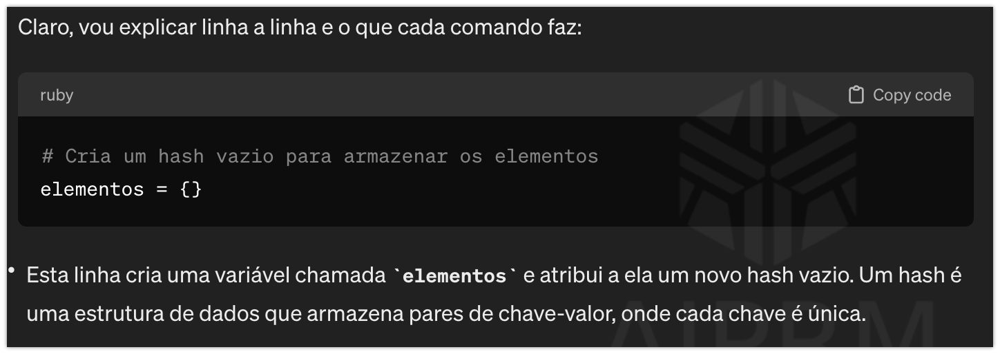 Claro, vou explicar linha a linha e o que cada comando faz:
ruby
Copy code
# Cria um hash vazio para armazenar os elementos
elementos = {}
• Esta linha cria uma variável chamada `elementos` e atribui a ela um novo hash vazio. Um hash é
uma estrutura de dados que armazena pares de chave-valor, onde cada chave é única.
AIPRM